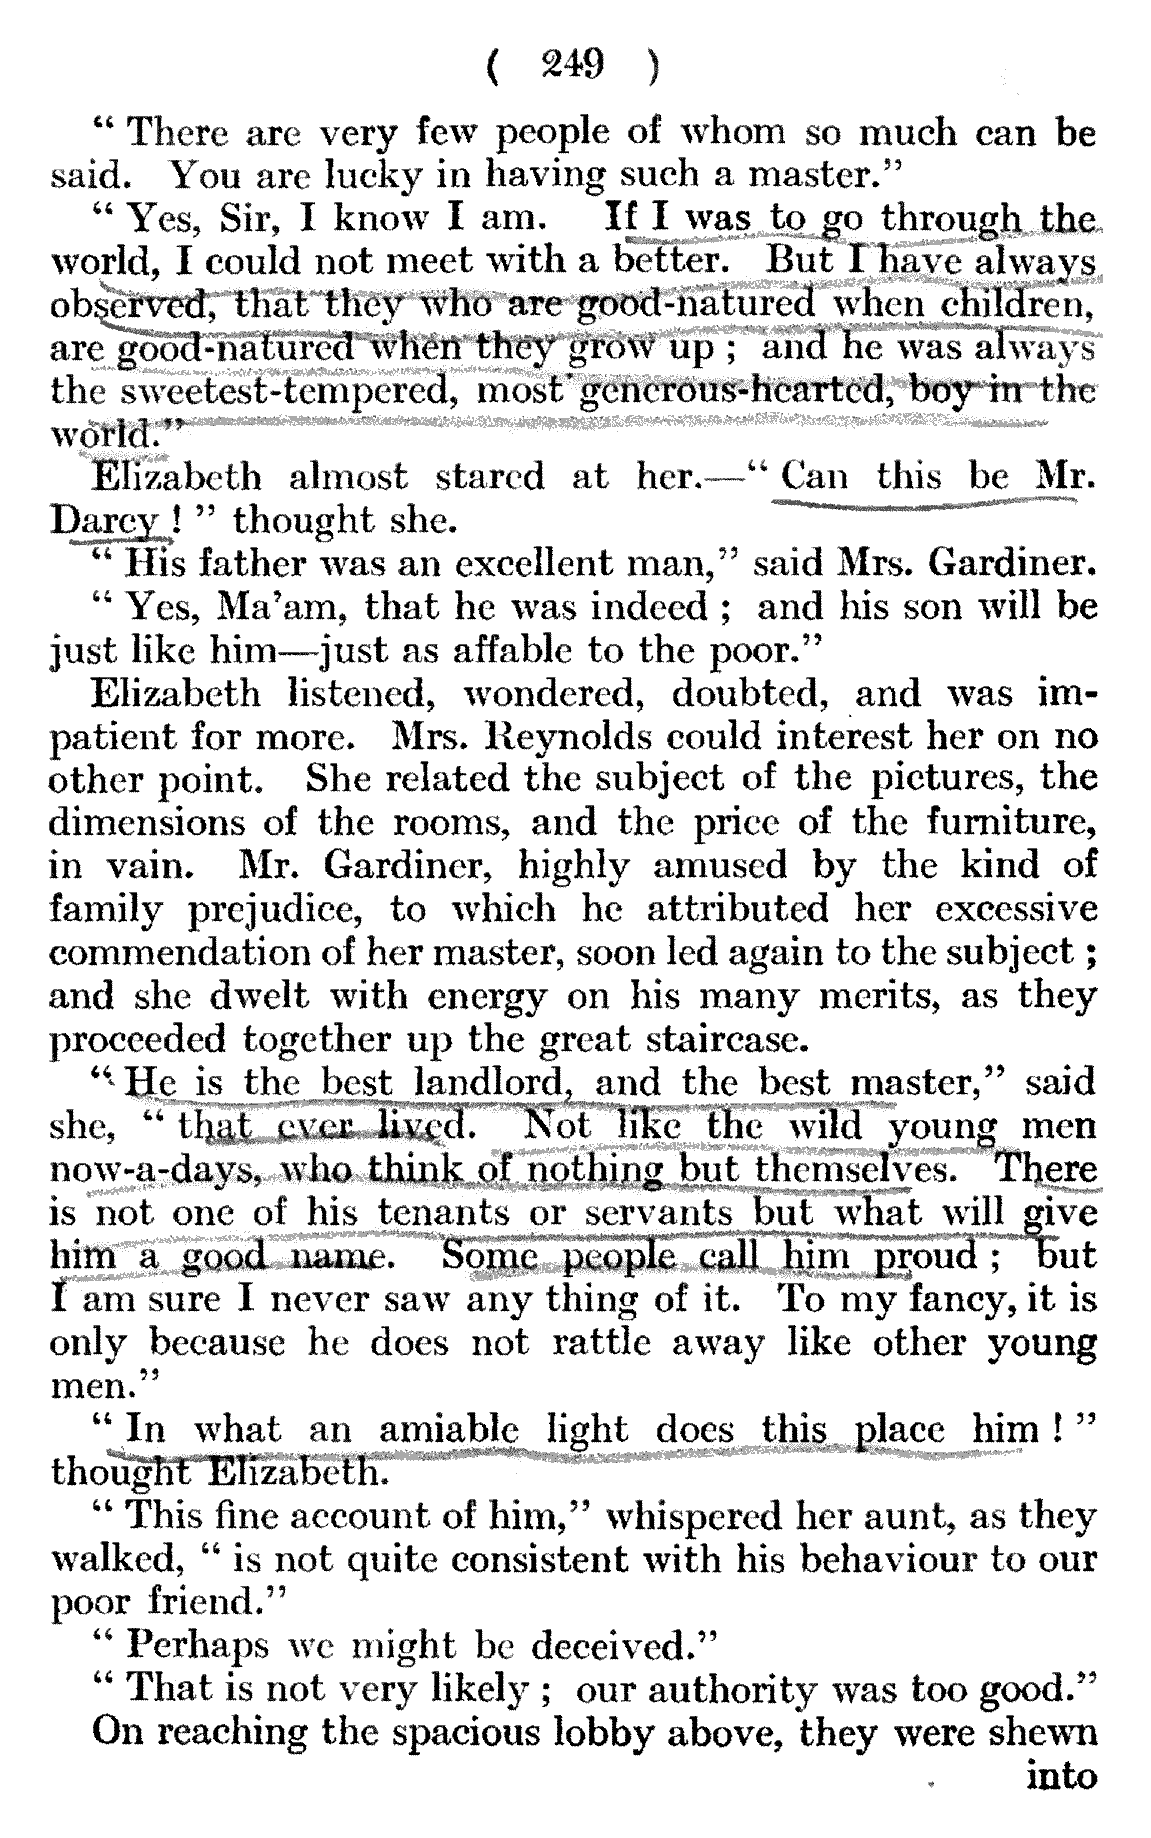 ( 249 )
“ There are very few people of whom so much can be
said. You are lucky in having such a master.”
“ Yes, Sir, I know I am. If I was to go through the
world, I could not meet with a better. But I have always
observed, that they who are good-natured when children,
are good-natured when they grow up ; and he was always
the sweetest-tempered, most generous-hearted, boy in the
world.”
Elizabeth almost stared at her.—“ Can this be Mr.
Darcy ! ” thought she.
“ His father was an excellent man,” said Mrs. Gardiner.
“ Yes, Ma’am, that he was indeed ; and his son will be
just like him—just as affable to the poor.”
Elizabeth listened, wondered, doubted, and was im-
patient for more. Mrs. Reynolds could interest her on no
other point. She related the subject of the pictures, the
dimensions of the rooms, and the price of the furniture,
in vain. Mr. Gardiner, highly amused by the kind of
family prejudice, to which he attributed her excessive
commendation of her master, soon led again to the subject ;
and she dwelt with energy on his many merits, as they
proceeded together up the great staircase.
“ He is the best landlord, and the best master,” said
she, “ that ever lived. Not like the wild young men
now-a-days, who think of nothing but themselves. There
is not one of his tenants or servants but what will give
him a good name. Some people call him proud ; but
I am sure I never saw any thing of it. To my fancy, it is
only because he does not rattle away like other young
men.”
“ In what an amiable light does this place him ! ”
thought Elizabeth.
“ This fine account of him,” whispered her aunt, as they
walked, “ is not quite consistent with his behaviour to our
poor friend.”
“ Perhaps we might be deceived.”
“ That is not very likely ; our authority was too good.”
On reaching the spacious lobby above, they were shewn
into